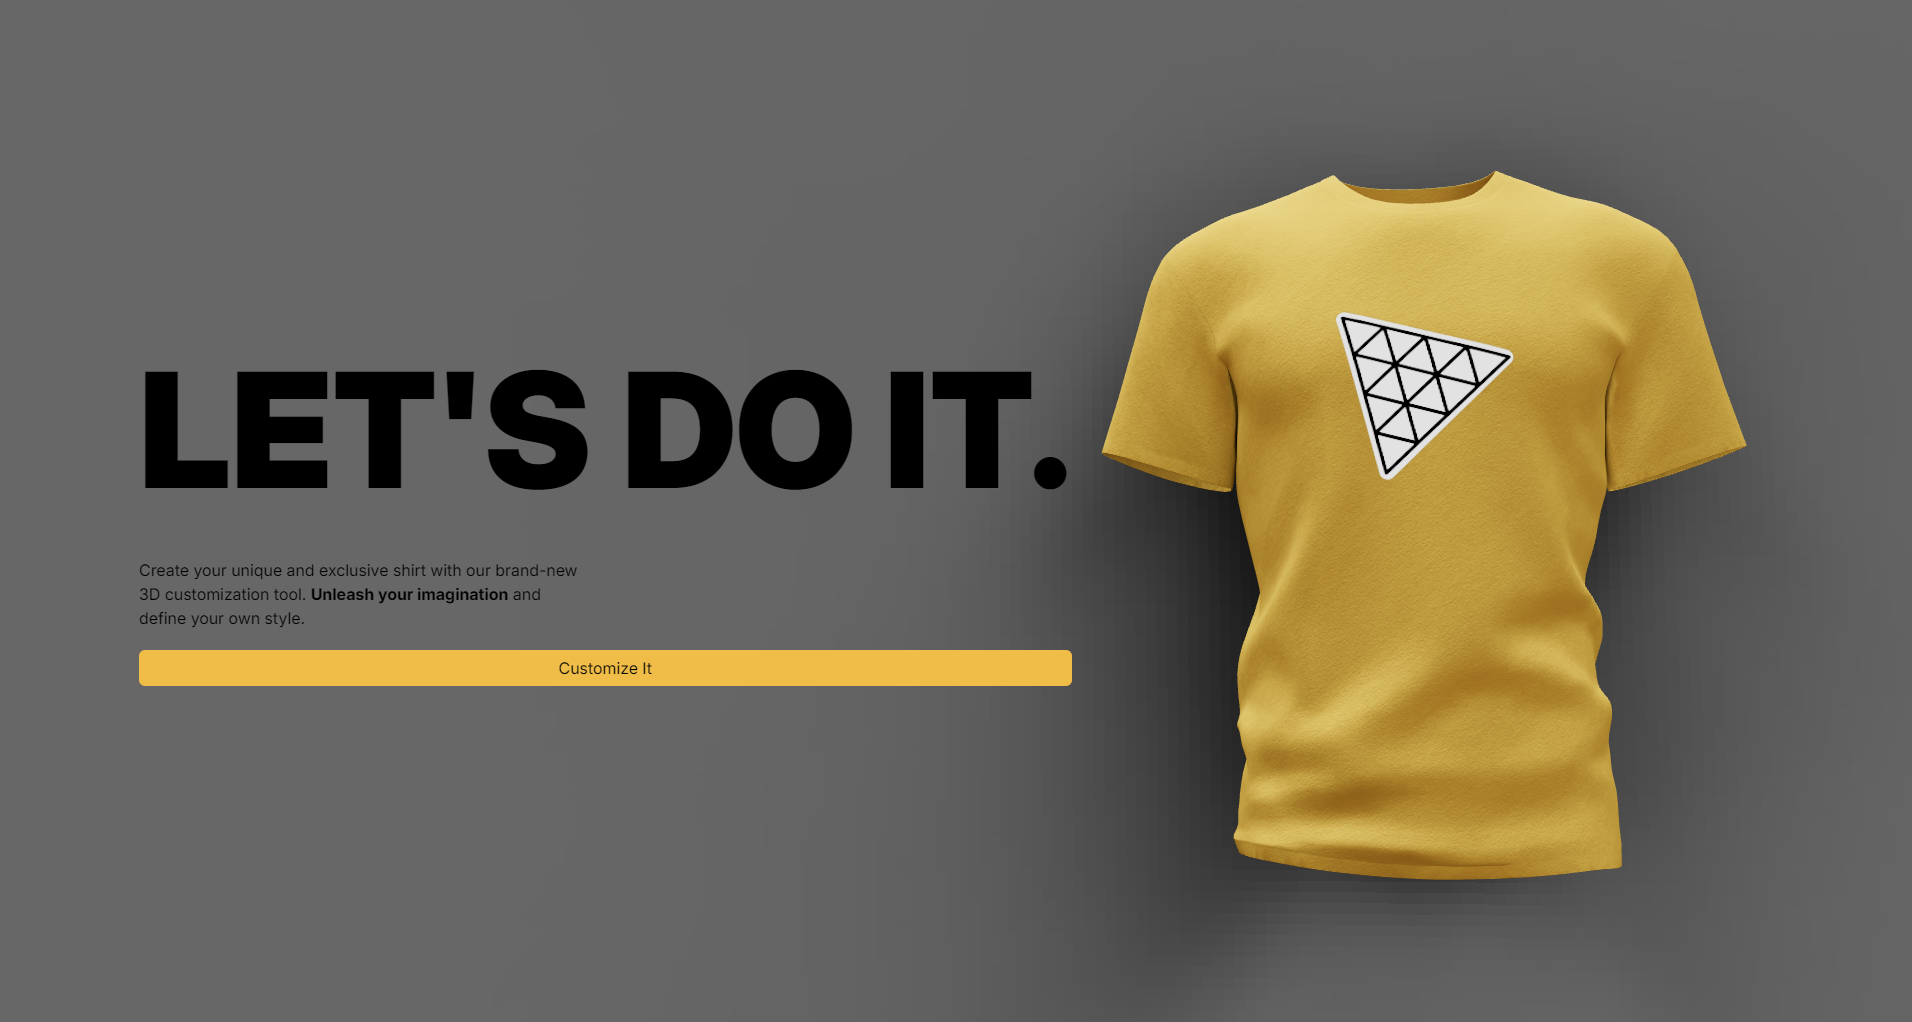 LET'S DO IT.
Create your unique and exclusive shirt with our brand-new
3D customization tool. Unleash your imagination and
define your own style.
Customize It